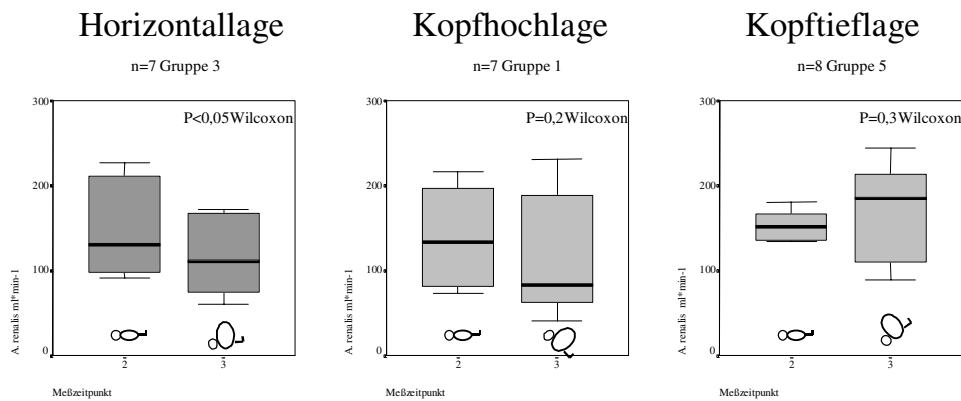 Horizontallage
n=7 Gruppe 3
P<0,05Wilcoxon
300
200
100
0
A. renalis ml*min-1
2
3
Meßzeitpunkt
Kopfhochlage
n=7 Gruppe 1
P=0,2Wilcoxon
300
200
100
0
A. renalis ml*min-1
2
3
Meßzeitpunkt
Kopftieflage
n=8 Gruppe 5
P=0,3Wilcoxon
300
200
100
0
A. renalis ml*min-1
2
3
Meßzeitpunkt